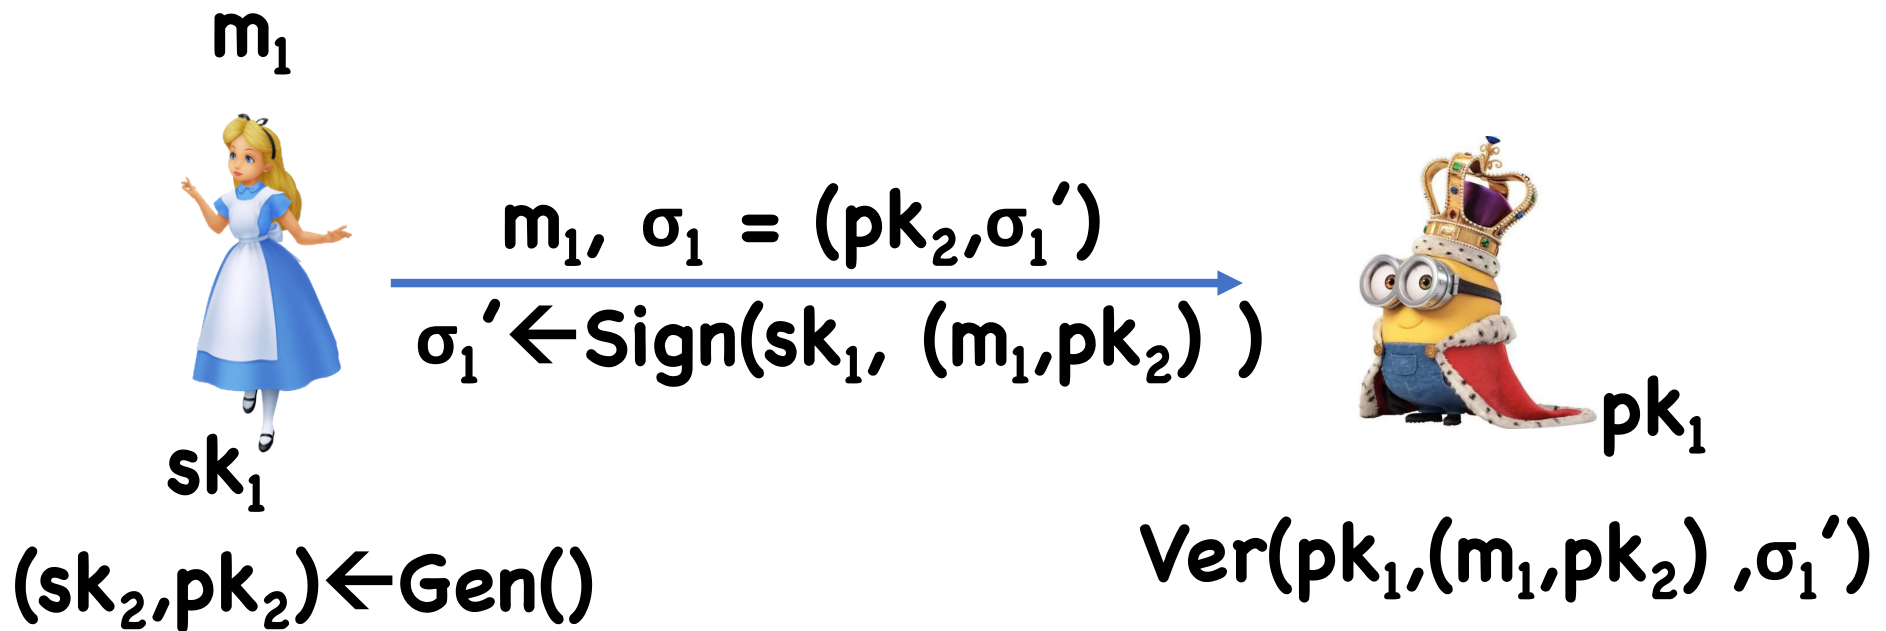 m₁
m₁, σ₁ = (pk₂,σ₁′)
σ₁′←Sign(sk₁, (m₁,pk₂) )
pk₁
sk₁
(sk₂,pk₂)←Gen()
Ver(pk₁,(m₁,pk₂) ,σ₁′)